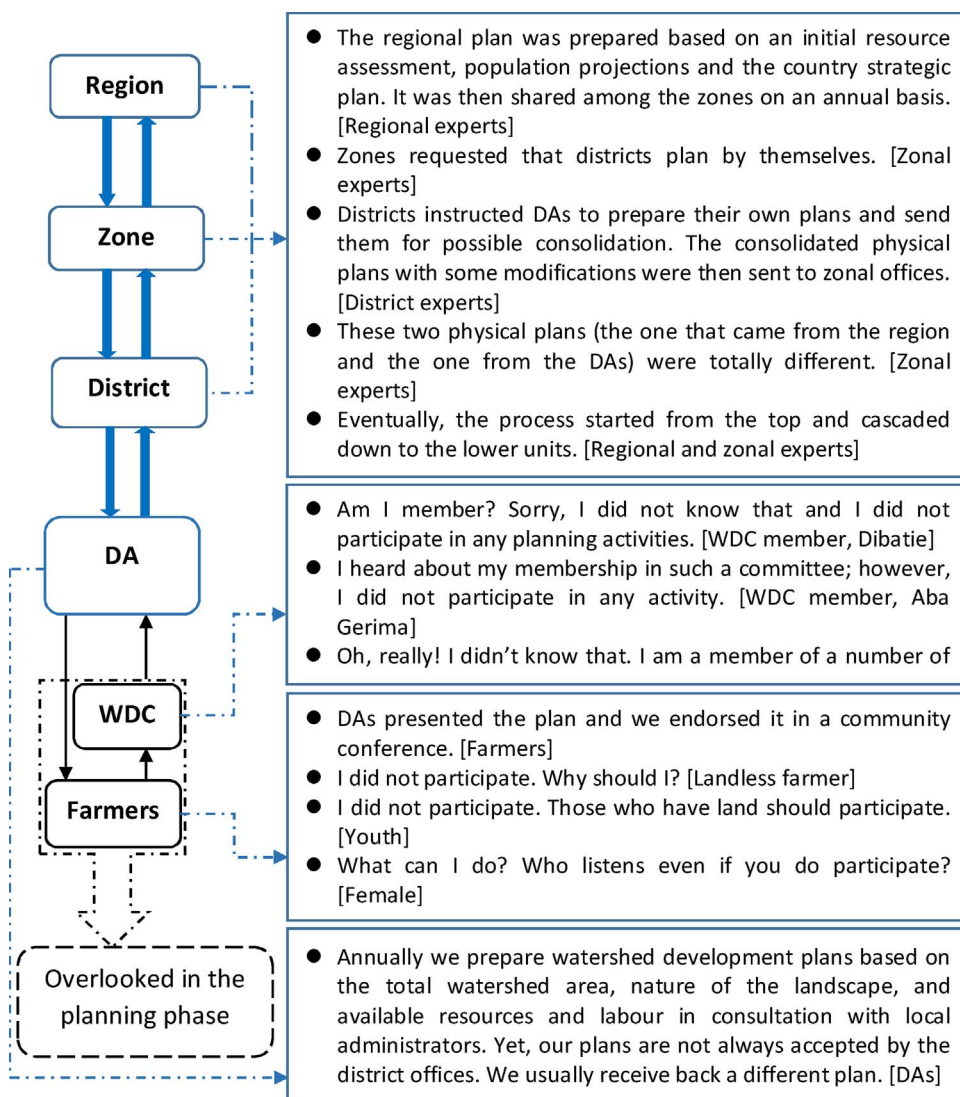 Region
Zone
District
DA
WDC
Farmers
Overlooked in the
planning phase
● The regional plan was prepared based on an initial resource
assessment, population projections and the country strategic
plan. It was then shared among the zones on an annual basis.
[Regional experts]
● Zones requested that districts plan by themselves. [Zonal
experts]
● Districts instructed DAs to prepare their own plans and send
them for possible consolidation. The consolidated physical
plans with some modifications were then sent to zonal offices.
[District experts]
● These two physical plans (the one that came from the region
and the one from the DAs) were totally different. [Zonal
experts]
● Eventually, the process started from the top and cascaded
down to the lower units. [Regional and zonal experts]
● Am I member? Sorry, I did not know that and I did not
participate in any planning activities. [WDC member, Dibatie]
● I heard about my membership in such a committee; however,
I did not participate in any activity. [WDC member, Aba
Gerima]
● Oh, really! I didn’t know that. I am a member of a number of
● DAs presented the plan and we endorsed it in a community
conference. [Farmers]
● I did not participate. Why should I? [Landless farmer]
● I did not participate. Those who have land should participate.
[Youth]
● What can I do? Who listens even if you do participate?
[Female]
● Annually we prepare watershed development plans based on
the total watershed area, nature of the landscape, and
available resources and labour in consultation with local
administrators. Yet, our plans are not always accepted by the
district offices. We usually receive back a different plan. [DAs]